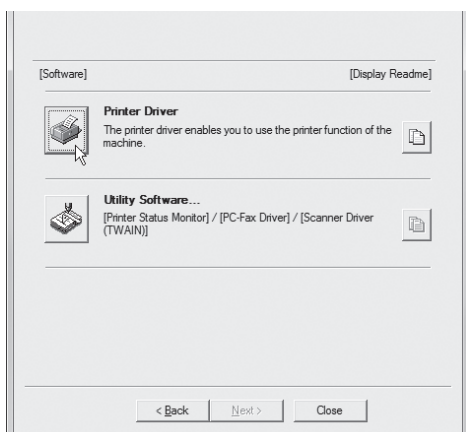 [Software] [Display Readme]
Printer Driver
The printer driver enables you to use the printer function of the
machine.
Utility Software...
[Printer Status Monitor] / [PC-Fax Driver] / [Scanner Driver
(TWAIN)]
< Back Next > Close